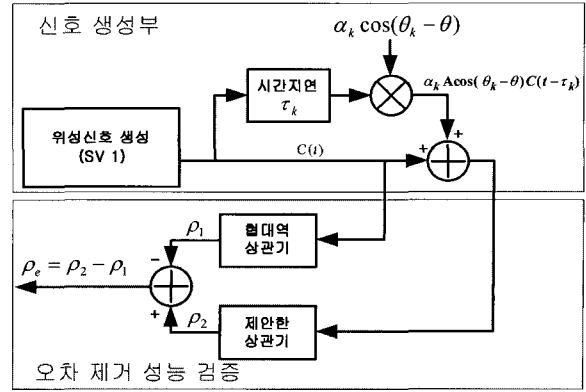 신호 생성부
α_k cos(θ_k − θ)
시간지연
τ_k
α_k A cos( θ_k − θ)C(t − τ_k)
위성신호 생성
(SV 1)
C(t)
+
+
ρ_1
협대역
상관기
−
ρ_e = ρ_2 − ρ_1
+
ρ_2
제안한
상관기
오차 제거 성능 검증